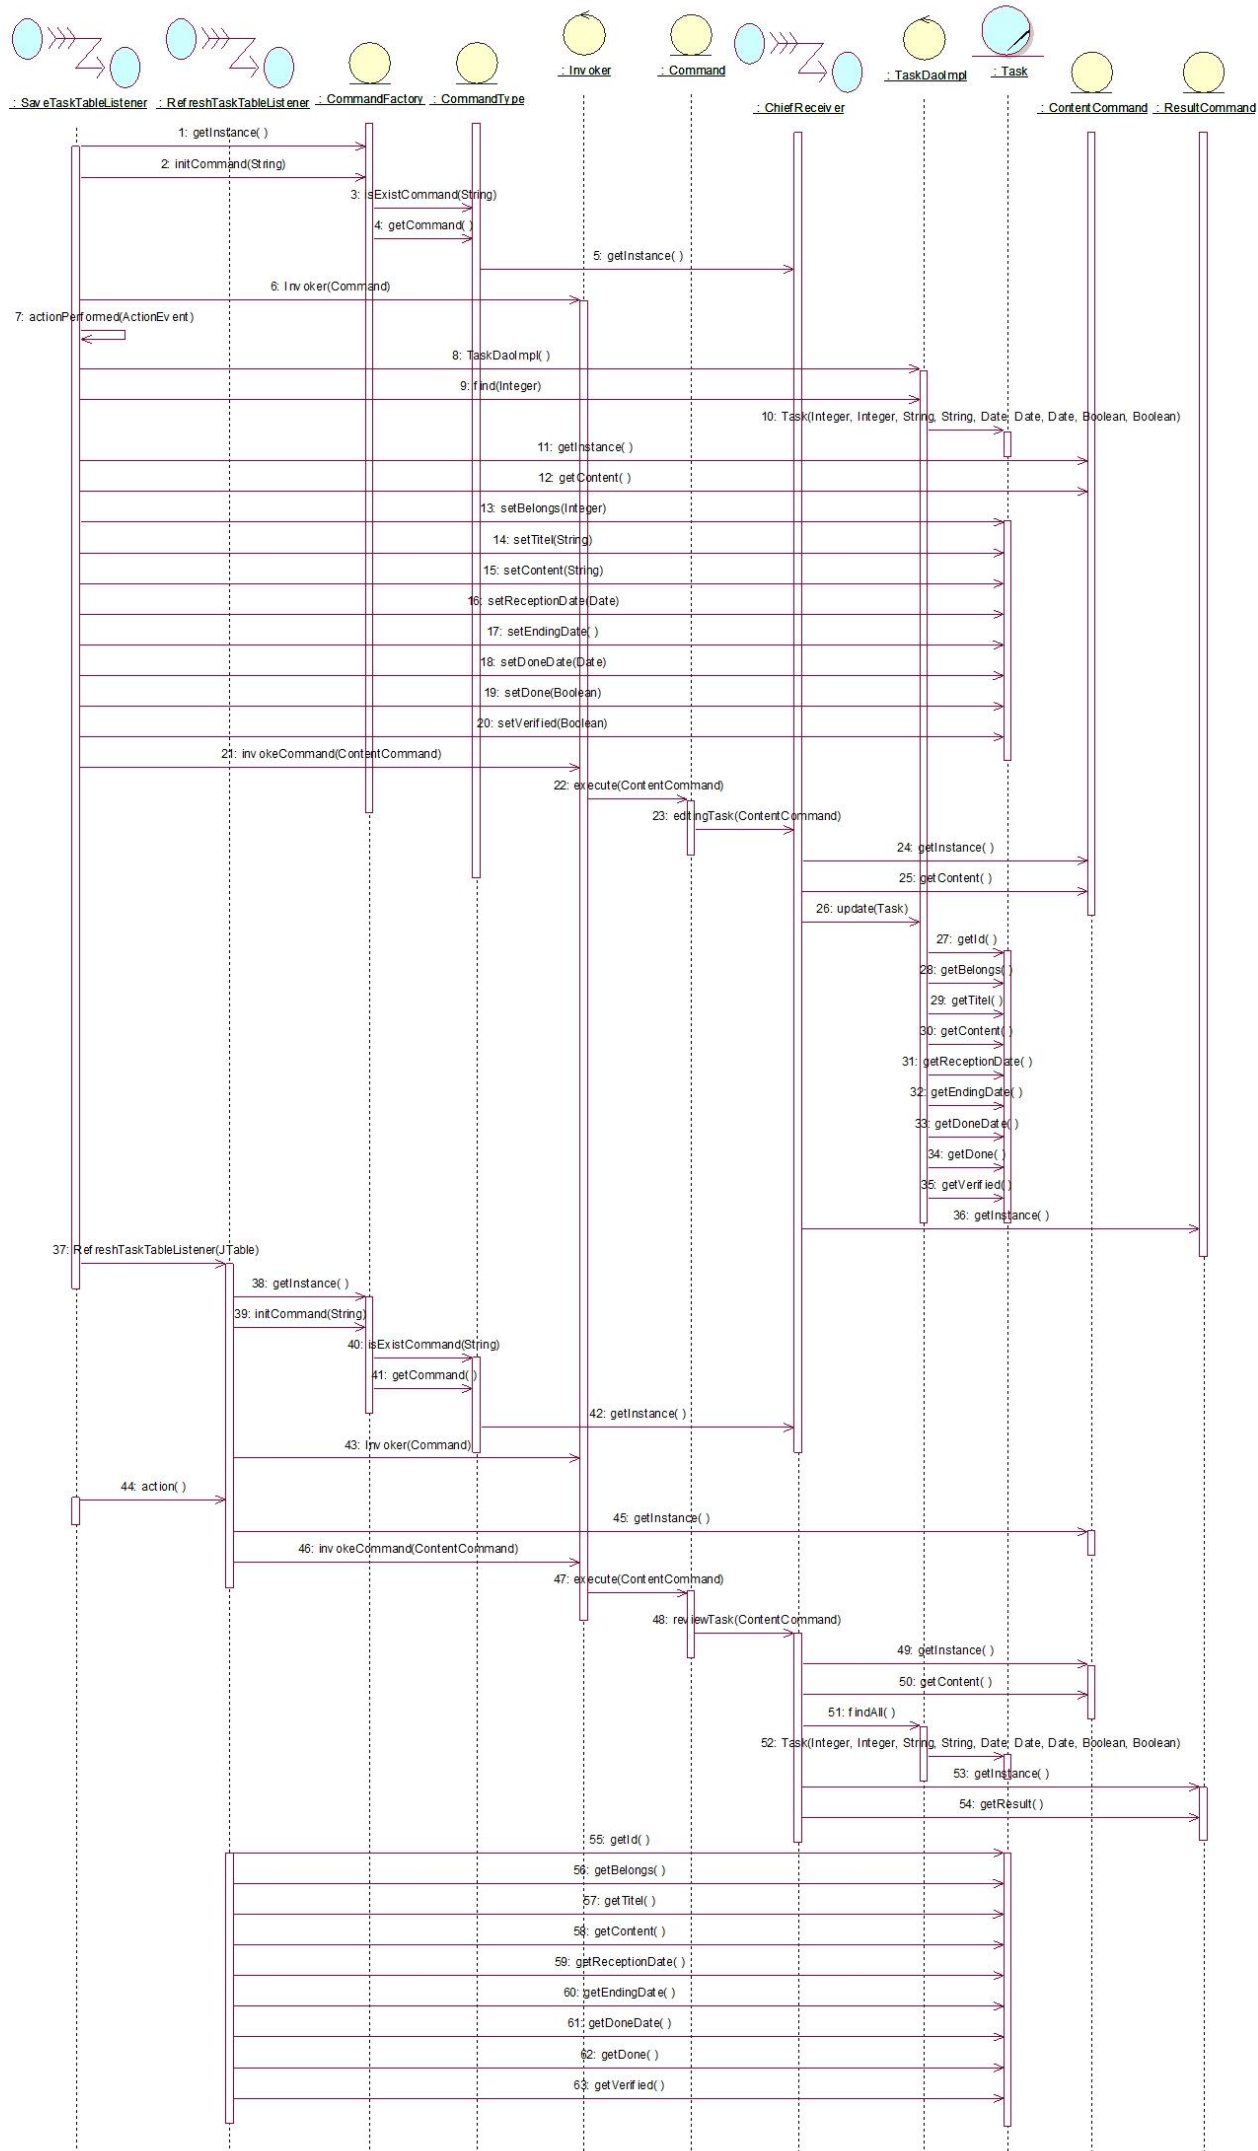 : SaveTaskTableListener
: RefreshTaskTableListener
: CommandFactory
: CommandType
: Invoker
: Command
: ChiefReceiver
: TaskDaoImpl
: Task
: ContentCommand
: ResultCommand
1: getInstance( )
2: initCommand(String)
3: isExistCommand(String)
4: getCommand( )
5: getInstance( )
6: Invoker(Command)
7: actionPerformed(ActionEvent)
8: TaskDaoImpl( )
9: find(Integer)
10: Task(Integer, Integer, String, String, Date, Date, Date, Boolean, Boolean)
11: getInstance( )
12: getContent( )
13: setBelongs(Integer)
14: setTitel(String)
15: setContent(String)
16: setReceptionDate(Date)
17: setEndingDate( )
18: setDoneDate(Date)
19: setDone(Boolean)
20: setVerified(Boolean)
21: invokeCommand(ContentCommand)
22: execute(ContentCommand)
23: editingTask(ContentCommand)
24: getInstance( )
25: getContent( )
26: update(Task)
27: getId( )
28: getBelongs( )
29: getTitel( )
30: getContent( )
31: getReceptionDate( )
32: getEndingDate( )
33: getDoneDate( )
34: getDone( )
35: getVerified( )
36: getInstance( )
37: RefreshTaskTableListener(JTable)
38: getInstance( )
39: initCommand(String)
40: isExistCommand(String)
41: getCommand( )
42: getInstance( )
43: Invoker(Command)
44: action( )
45: getInstance( )
46: invokeCommand(ContentCommand)
47: execute(ContentCommand)
48: reviewTask(ContentCommand)
49: getInstance( )
50: getContent( )
51: findAll( )
52: Task(Integer, Integer, String, String, Date, Date, Date, Boolean, Boolean)
53: getInstance( )
54: getResult( )
55: getId( )
56: getBelongs( )
57: getTitel( )
58: getContent( )
59: getReceptionDate( )
60: getEndingDate( )
61: getDoneDate( )
62: getDone( )
63: getVerified( )